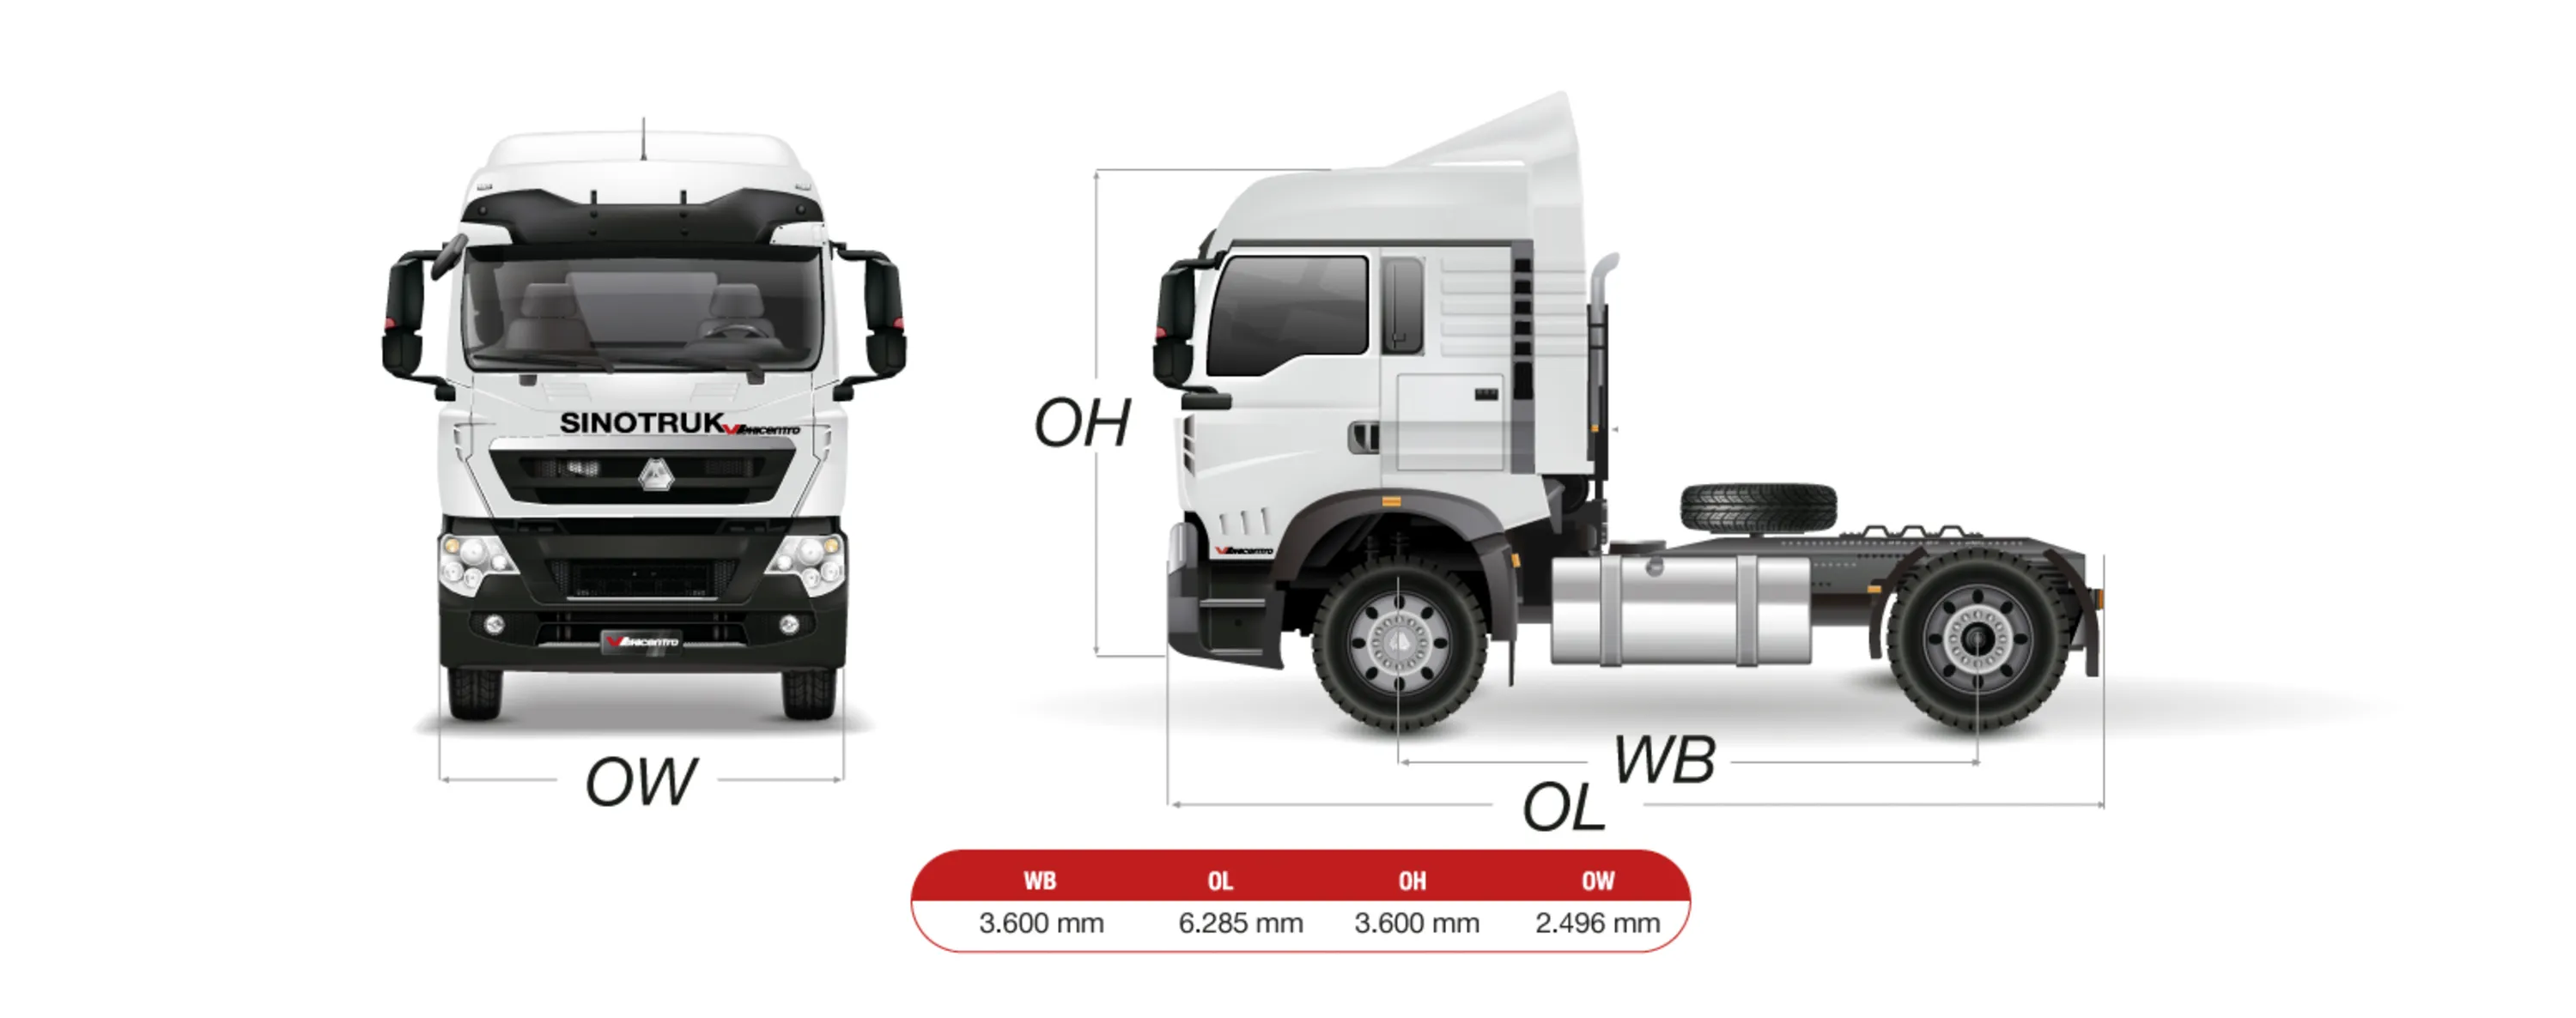 SINOTRUK Vehicentro
Vehicentro
OW
OH
Vehicentro
WB
OL
WB OL OH OW
3.600 mm 6.285 mm 3.600 mm 2.496 mm